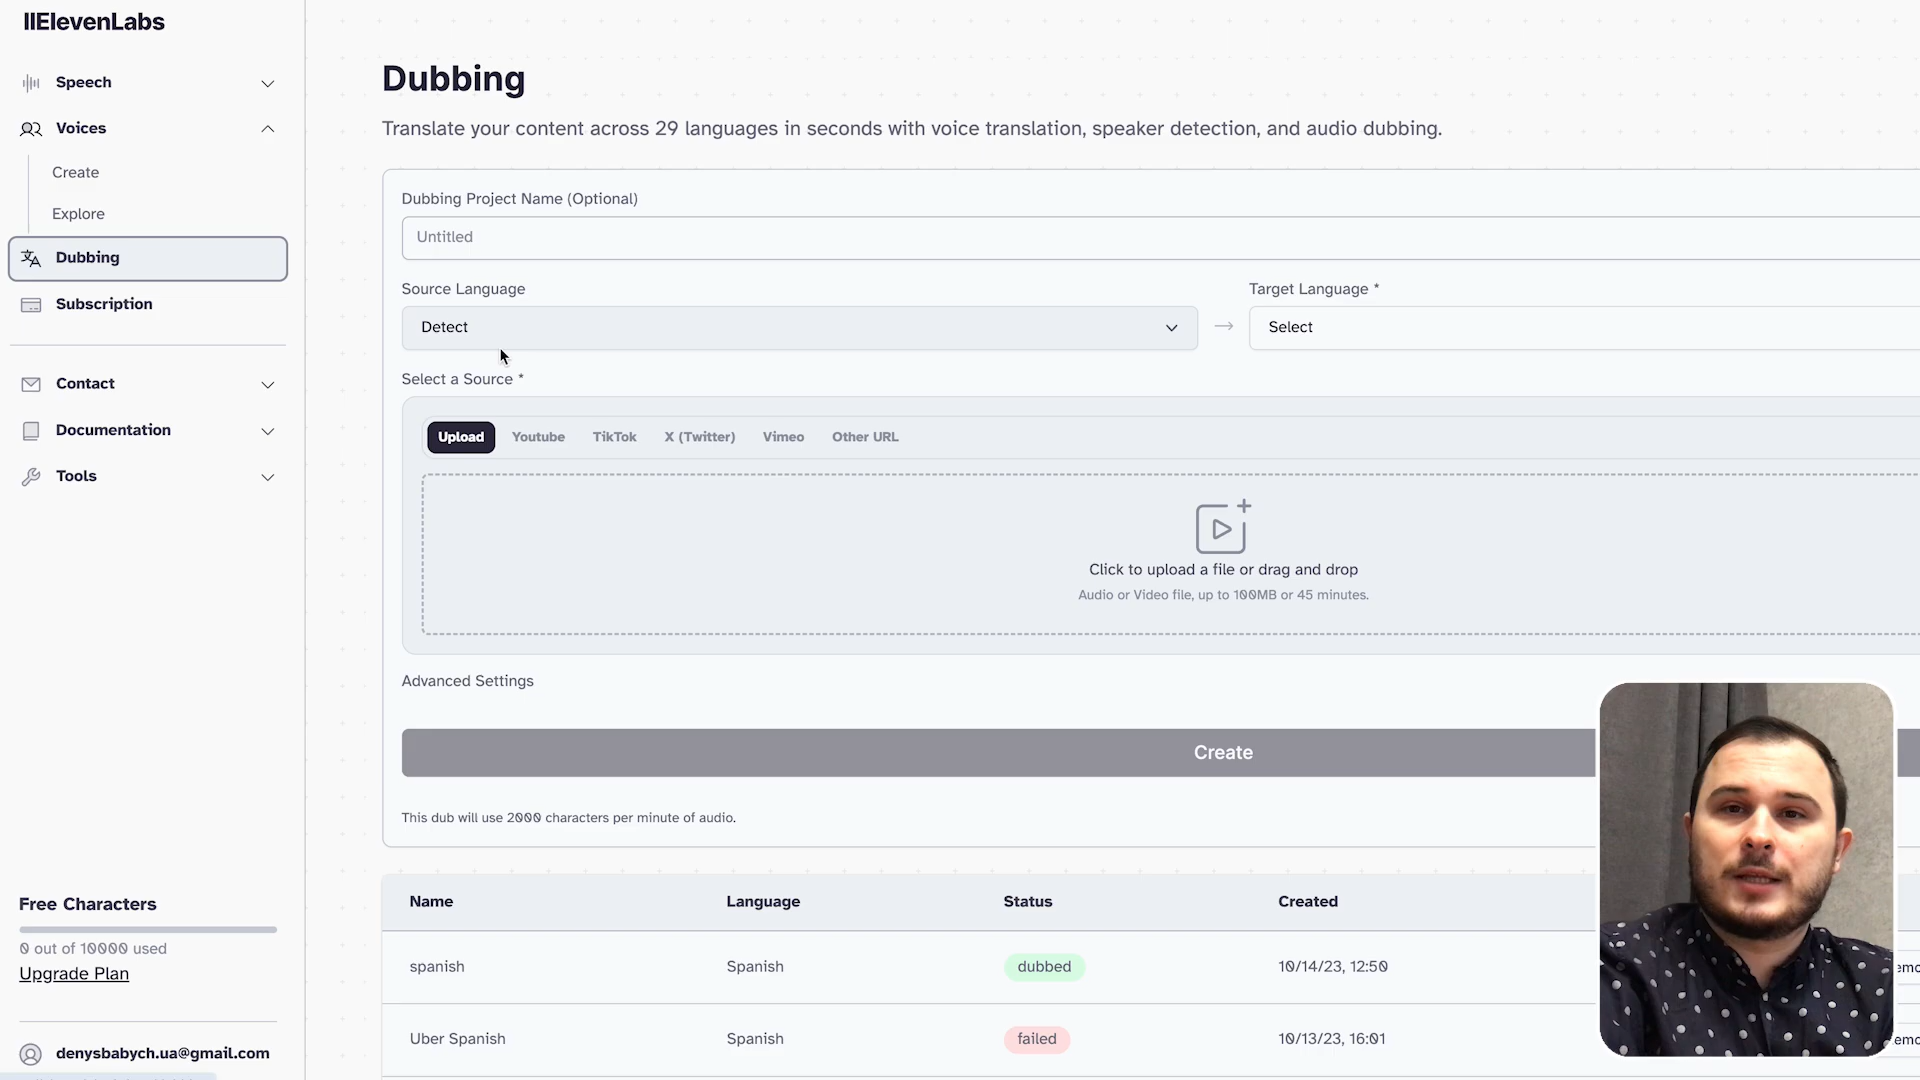 IIElevenLabs
Speech
Voices
Create
Explore
Dubbing
Subscription
Contact
Documentation
Tools
Free Characters
0 out of 10000 used
Upgrade Plan
denysbabych.ua@gmail.com
Dubbing
Translate your content across 29 languages in seconds with voice translation, speaker detection, and audio dubbing.
Dubbing Project Name (Optional)
Untitled
Source Language
Target Language *
Detect
Select
Select a Source *
Upload Youtube TikTok X (Twitter) Vimeo Other URL
Click to upload a file or drag and drop
Audio or Video file, up to 100MB or 45 minutes.
Advanced Settings
Create
This dub will use 2000 characters per minute of audio.
Name Language Status Created
spanish Spanish dubbed 10/14/23, 12:50
Uber Spanish Spanish failed 10/13/23, 16:01